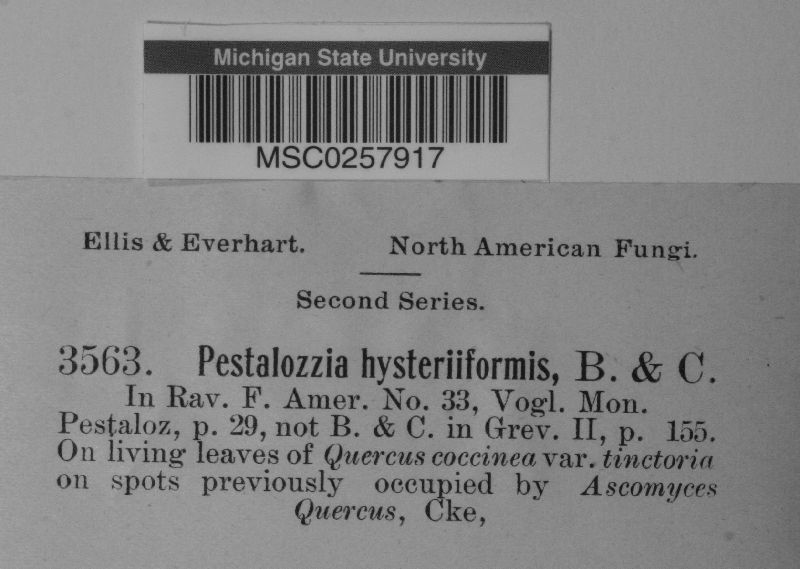 Michigan State University
MSC0257917
Ellis & Everhart. North American Fungi.
Second Series.
3563. Pestalozzia hysteriiformis, B. & C.
In Rav. F. Amer. No. 33, Vogl. Mon.
Pestaloz, p. 29, not B. & C. in Grev. II, p. 155.
On living leaves of Quercus coccinea var. tinctoria
on spots previously occupied by Ascomyces
Quercus, Cke,